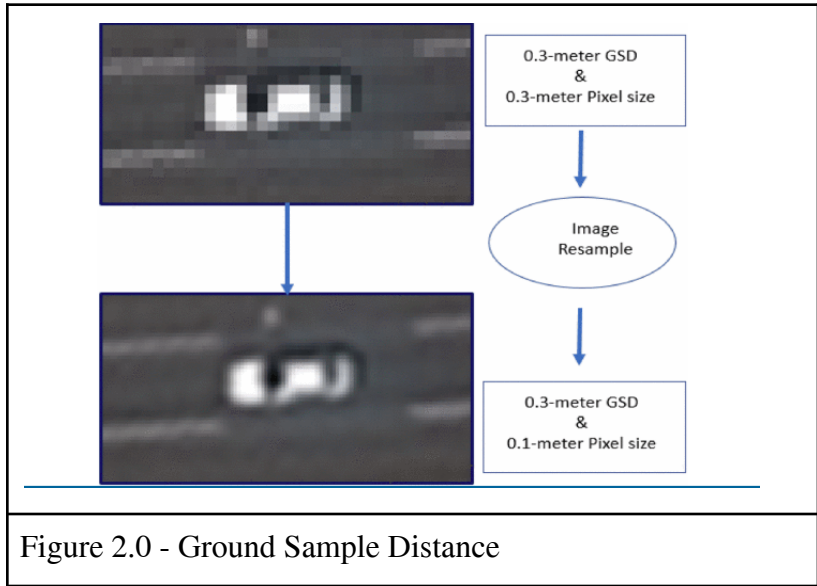 0.3-meter GSD
&
0.3-meter Pixel size
Image
Resample
0.3-meter GSD
&
0.1-meter Pixel size
Figure 2.0 - Ground Sample Distance